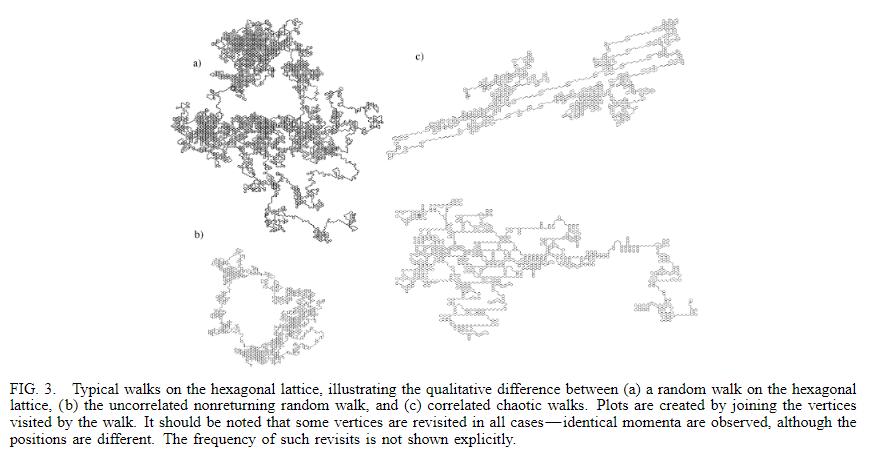 a)
c)
b)
FIG. 3. Typical walks on the hexagonal lattice, illustrating the qualitative difference between (a) a random walk on the hexagonal
lattice, (b) the uncorrelated nonreturning random walk, and (c) correlated chaotic walks. Plots are created by joining the vertices
visited by the walk. It should be noted that some vertices are revisited in all cases—identical momenta are observed, although the
positions are different. The frequency of such revisits is not shown explicitly.